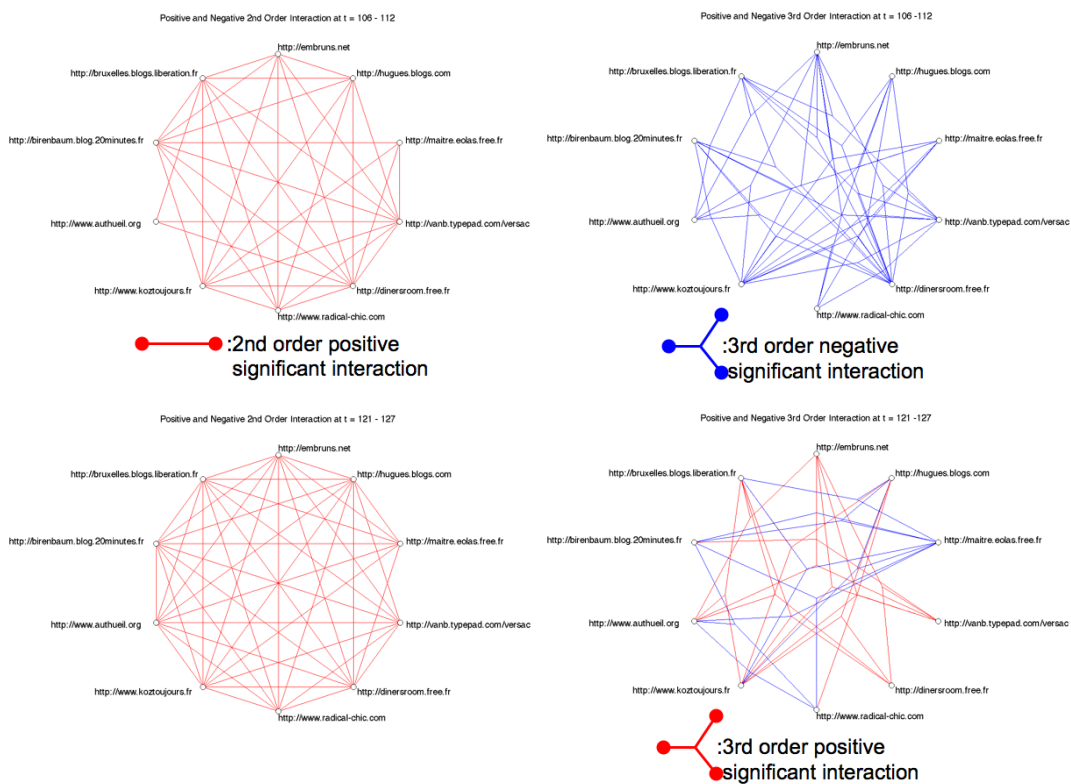 Positive and Negative 2nd Order Interaction at t = 106 - 112
http://embruns.net
http://bruxelles.blogs.liberation.fr
http://hugues.blogs.com
http://birenbaum.blog.20minutes.fr
http://maitre.eolas.free.fr
http://www.authueil.org
http://vanb.typepad.com/versac
http://www.koztoujours.fr
http://dinersroom.free.fr
http://www.radical-chic.com
:2nd order positive
significant interaction
Positive and Negative 3rd Order Interaction at t = 106 -112
http://embruns.net
http://bruxelles.blogs.liberation.fr
http://hugues.blogs.com
http://birenbaum.blog.20minutes.fr
http://maitre.eolas.free.fr
http://www.authueil.org
http://vanb.typepad.com/versac
http://www.koztoujours.fr
http://dinersroom.free.fr
http://www.radical-chic.com
:3rd order negative
significant interaction
Positive and Negative 2nd Order Interaction at t = 121 - 127
http://embruns.net
http://bruxelles.blogs.liberation.fr
http://hugues.blogs.com
http://birenbaum.blog.20minutes.fr
http://maitre.eolas.free.fr
http://www.authueil.org
http://vanb.typepad.com/versac
http://www.koztoujours.fr
http://dinersroom.free.fr
http://www.radical-chic.com
Positive and Negative 3rd Order Interaction at t = 121 -127
http://embruns.net
http://bruxelles.blogs.liberation.fr
http://hugues.blogs.com
http://birenbaum.blog.20minutes.fr
http://maitre.eolas.free.fr
http://www.authueil.org
http://vanb.typepad.com/versac
http://www.koztoujours.fr
http://dinersroom.free.fr
http://www.radical-chic.com
:3rd order positive
significant interaction